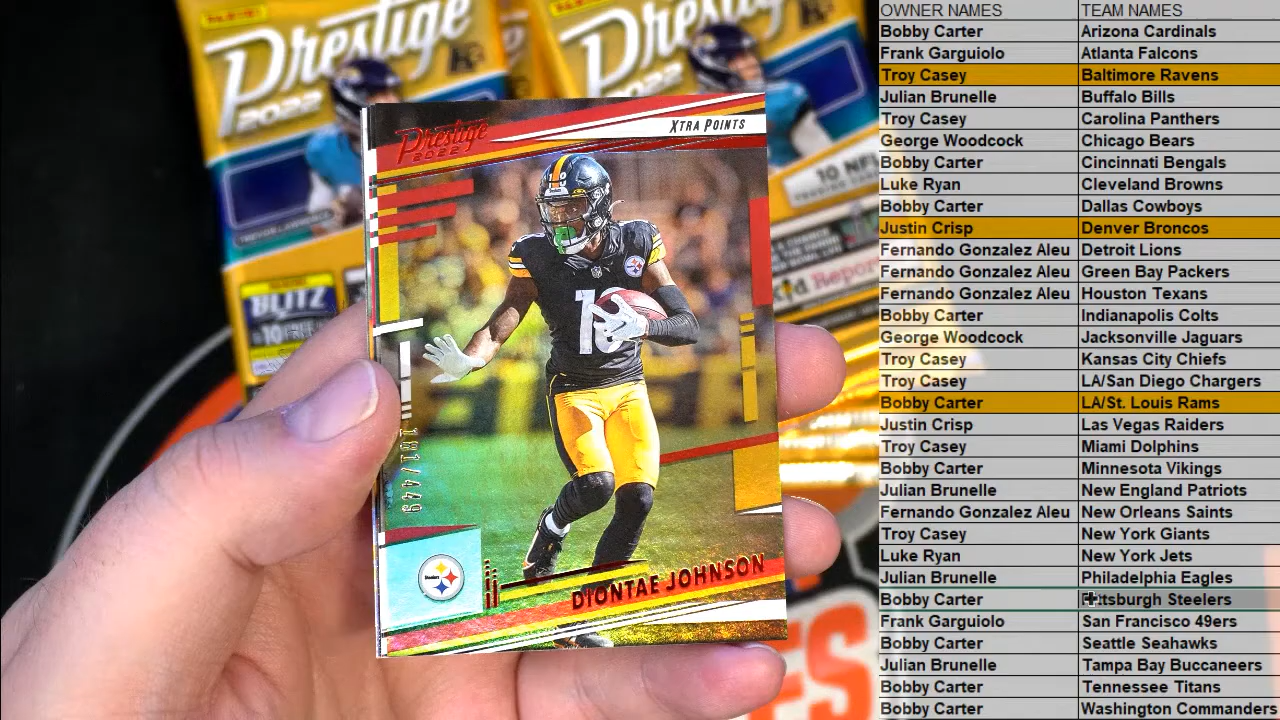 PANINI
Prestige
2022
BLITZ
10
10 NFL
Prestige
2022
XTRA POINTS
18
181/449
Steelers
DIONTAE JOHNSON
OWNER NAMES TEAM NAMES
Bobby Carter Arizona Cardinals
Frank Garguiolo Atlanta Falcons
Troy Casey Baltimore Ravens
Julian Brunelle Buffalo Bills
Troy Casey Carolina Panthers
George Woodcock Chicago Bears
Bobby Carter Cincinnati Bengals
Luke Ryan Cleveland Browns
Bobby Carter Dallas Cowboys
Justin Crisp Denver Broncos
Fernando Gonzalez Aleu Detroit Lions
Fernando Gonzalez Aleu Green Bay Packers
Fernando Gonzalez Aleu Houston Texans
Bobby Carter Indianapolis Colts
George Woodcock Jacksonville Jaguars
Troy Casey Kansas City Chiefs
Troy Casey LA/San Diego Chargers
Bobby Carter LA/St. Louis Rams
Justin Crisp Las Vegas Raiders
Troy Casey Miami Dolphins
Bobby Carter Minnesota Vikings
Julian Brunelle New England Patriots
Fernando Gonzalez Aleu New Orleans Saints
Troy Casey New York Giants
Luke Ryan New York Jets
Julian Brunelle Philadelphia Eagles
Bobby Carter Pittsburgh Steelers
Frank Garguiolo San Francisco 49ers
Bobby Carter Seattle Seahawks
Julian Brunelle Tampa Bay Buccaneers
Bobby Carter Tennessee Titans
Bobby Carter Washington Commanders